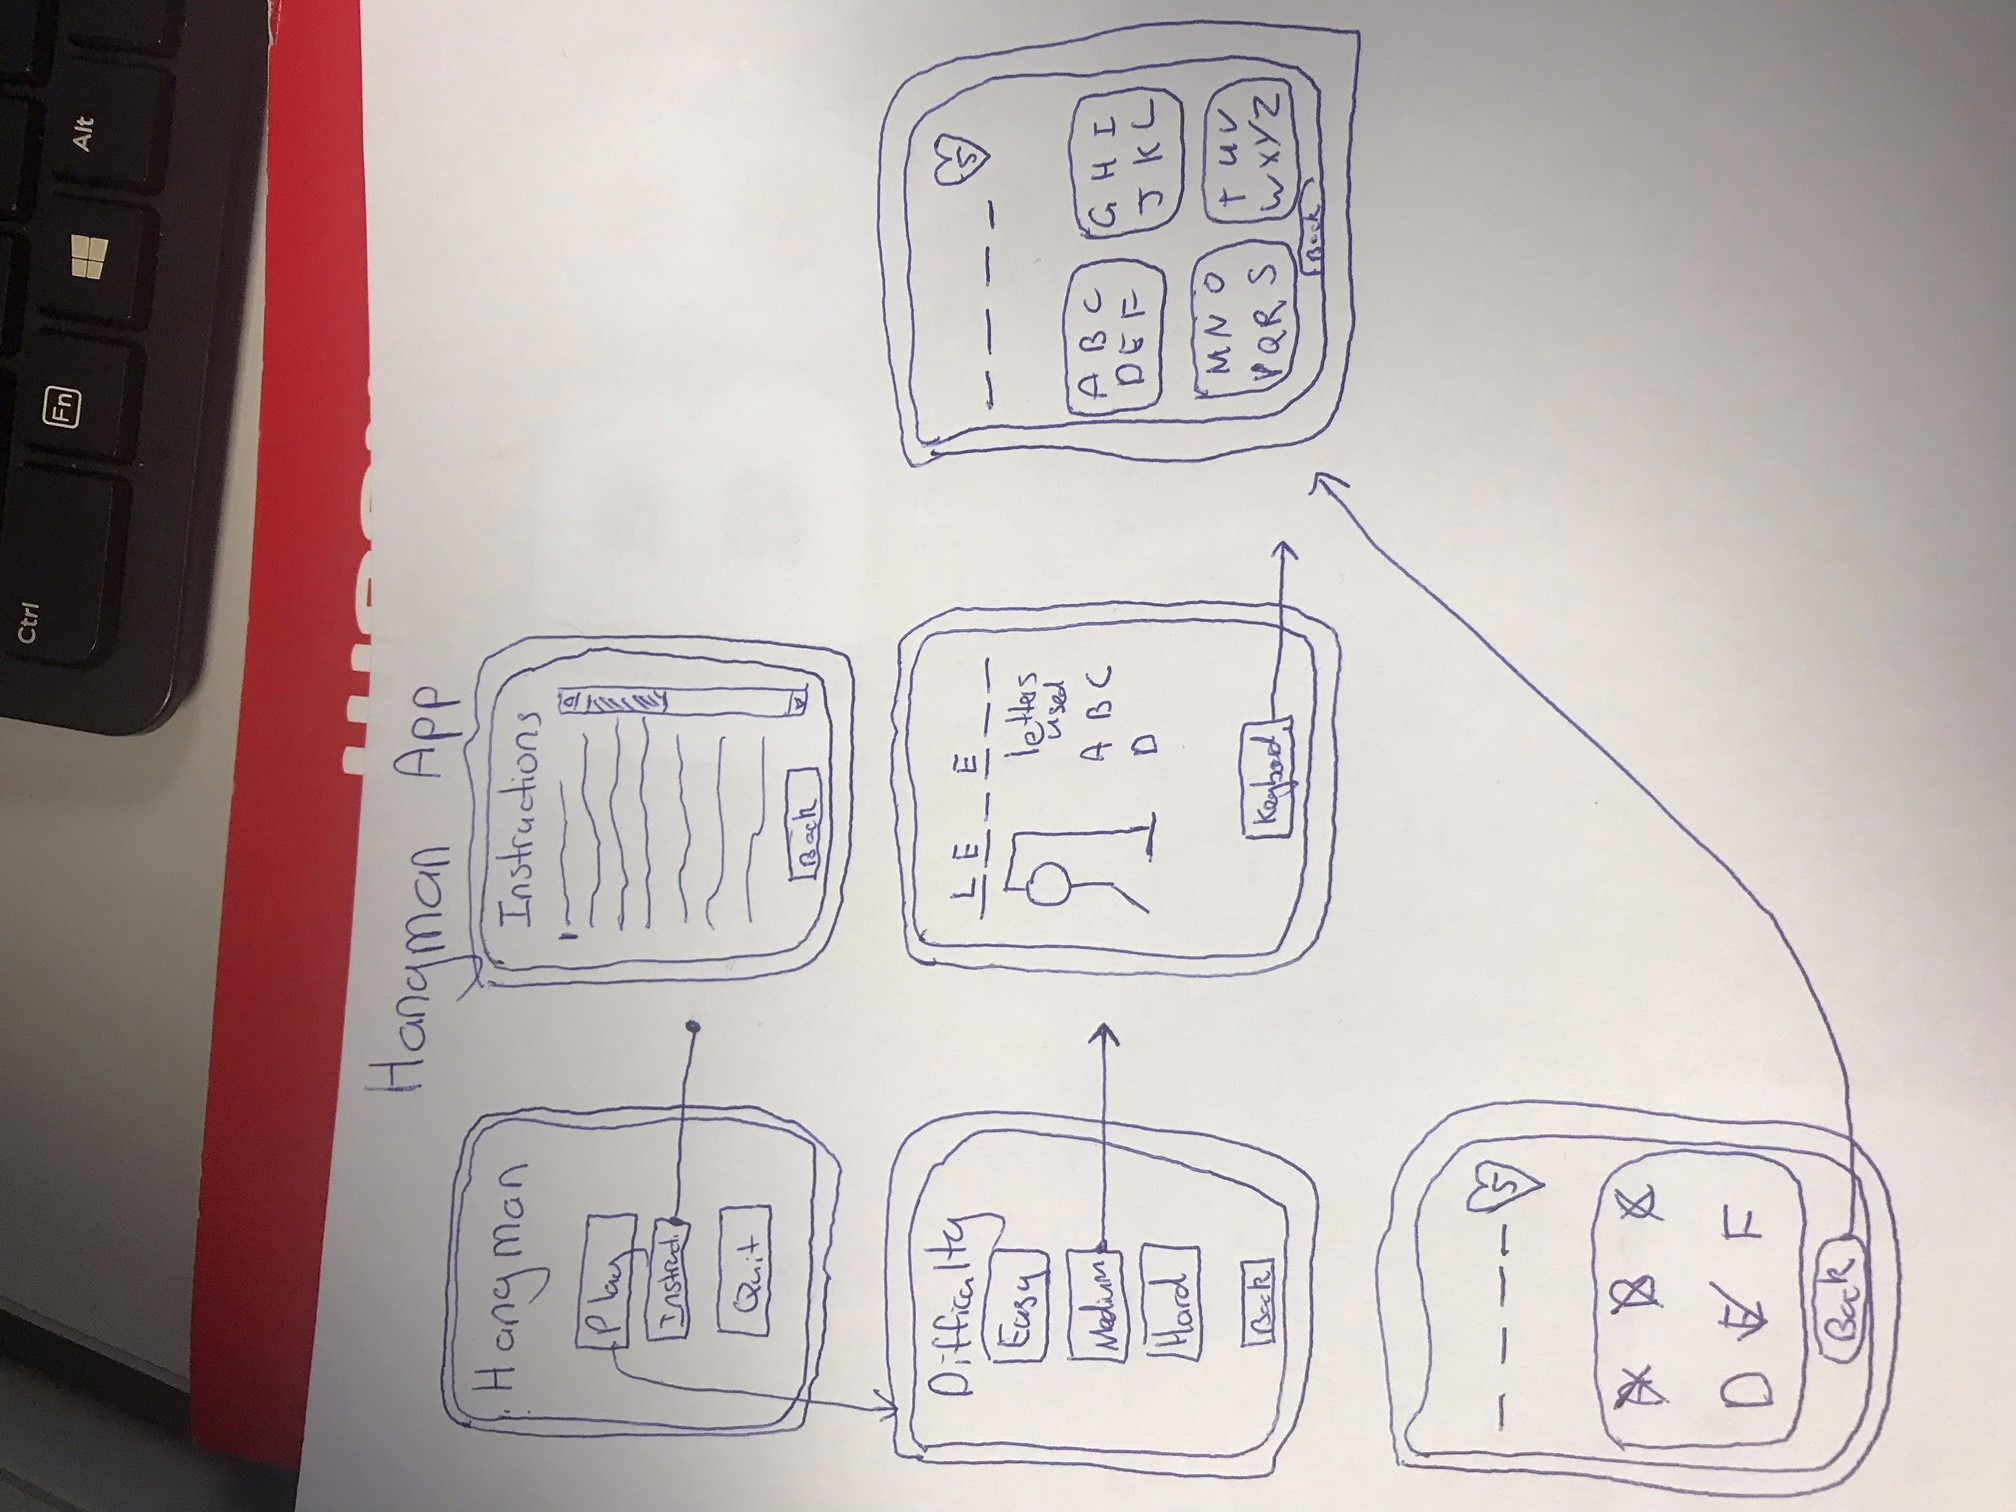 Ctrl
Fn
Alt
Hangman App
Hangman
Play
Instruct.
Quit
Instructions
Back
Difficulty
Easy
Medium
Hard
Back
L E _ _ E _ _
letters
used
A B C
D
Keyboad
_ _ _ _ _
5
A B C
D E F
G H I
J K L
M N O
P Q R S
T U V
W X Y Z
Back
_ _ _ _
5
A B X
D E F
Back